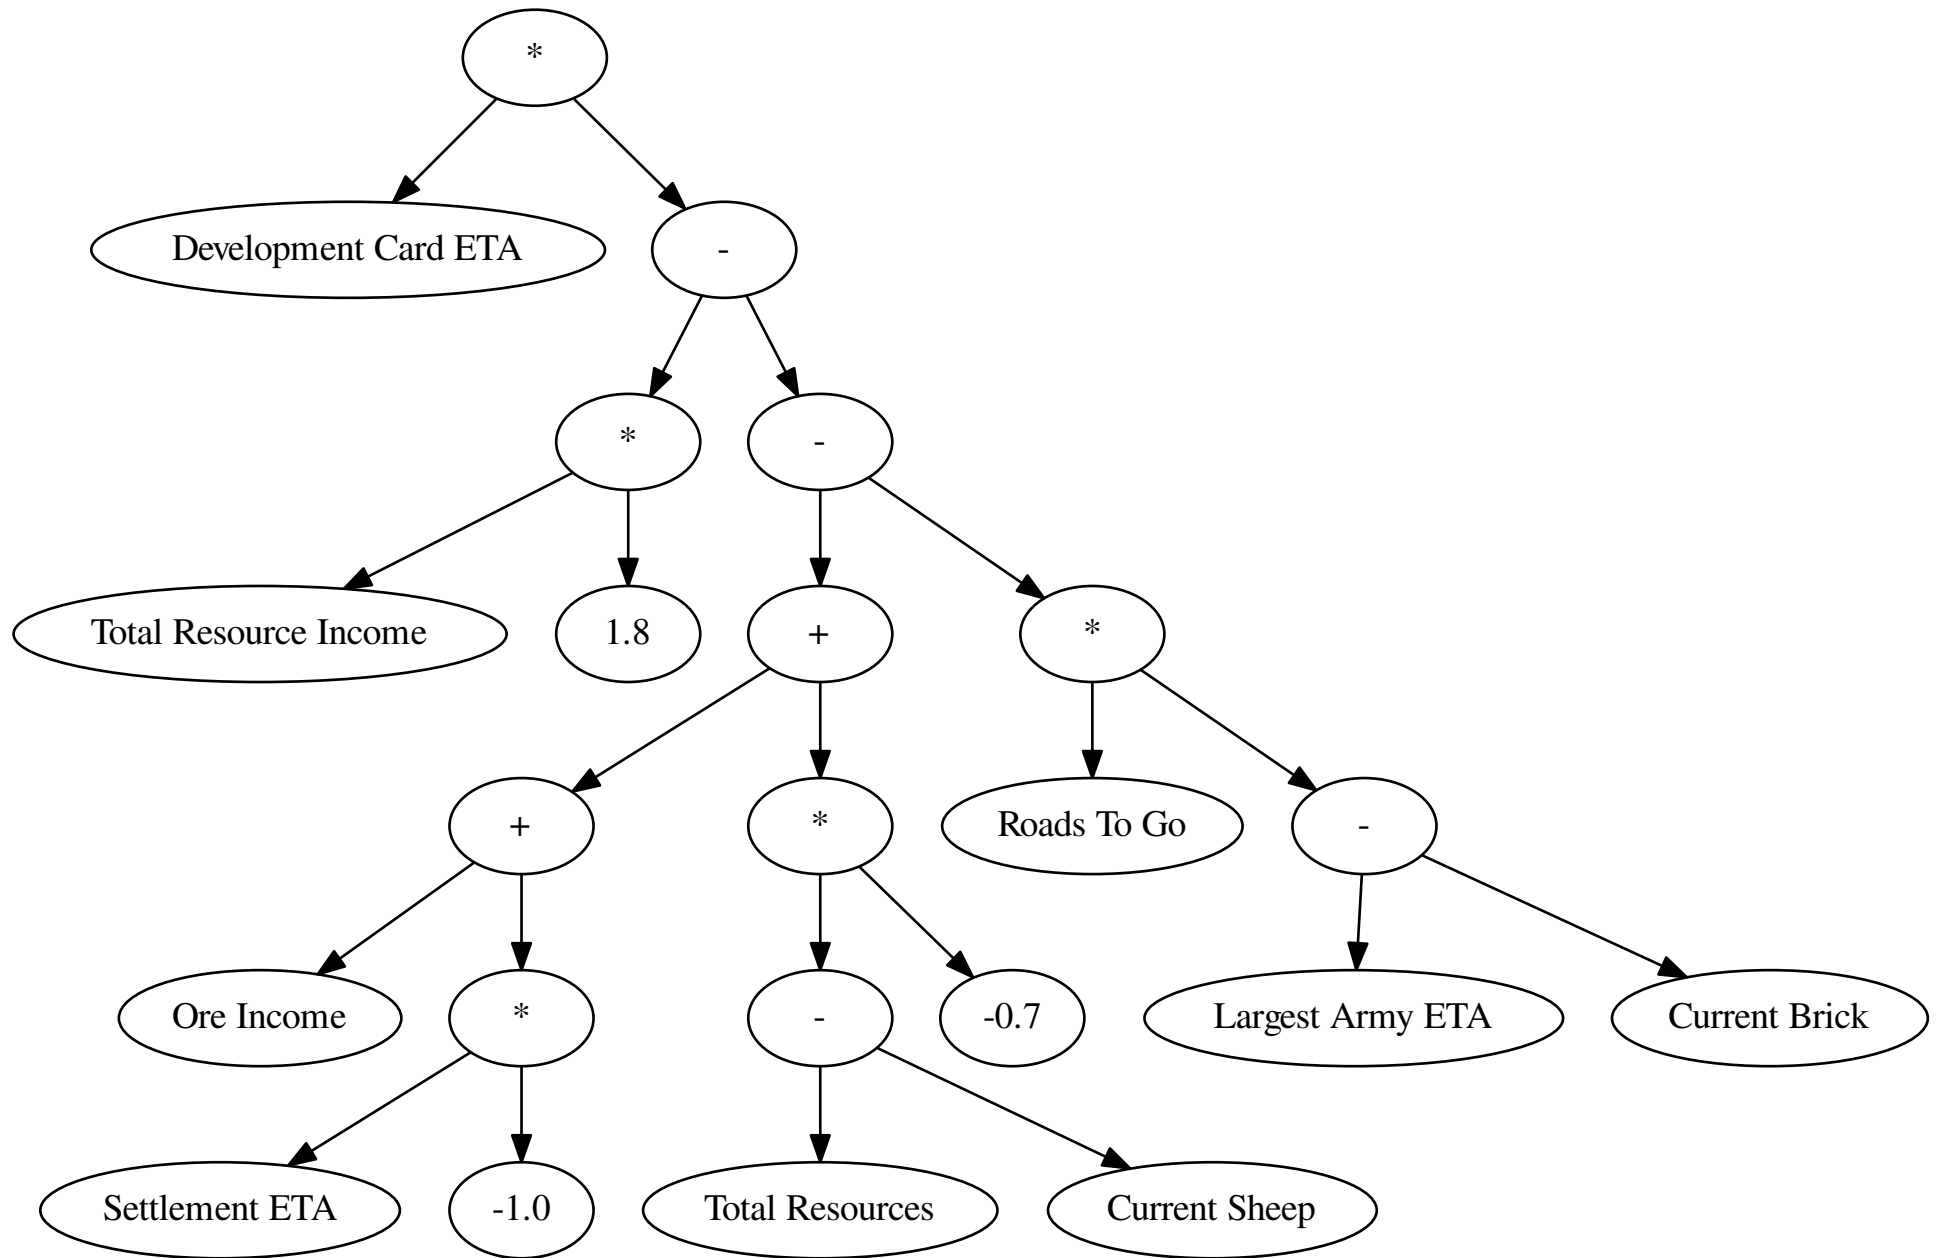 *
Development Card ETA
-
*
-
Total Resource Income
1.8
+
*
+
*
Roads To Go
-
Ore Income
*
-
-0.7
Largest Army ETA
Current Brick
Settlement ETA
-1.0
Total Resources
Current Sheep